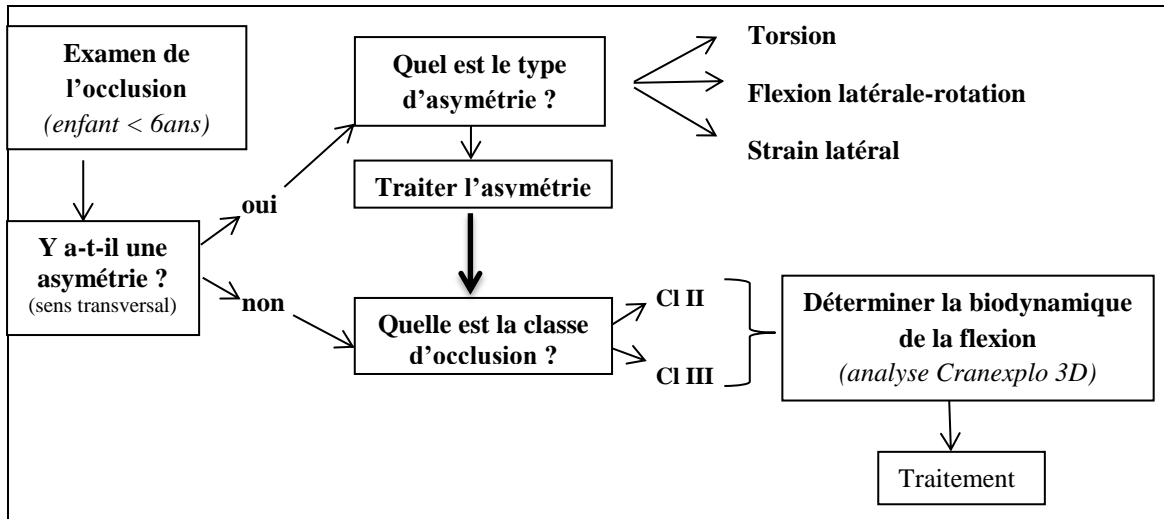 Examen de
l’occlusion
(enfant < 6ans)
Y a-t-il une
asymétrie ?
(sens transversal)
oui
non
Quel est le type
d’asymétrie ?
Torsion
Flexion latérale-rotation
Strain latéral
Traiter l’asymétrie
Quelle est la classe
d’occlusion ?
Cl II
Cl III
Déterminer la biodynamique
de la flexion
(analyse Cranexplo 3D)
Traitement